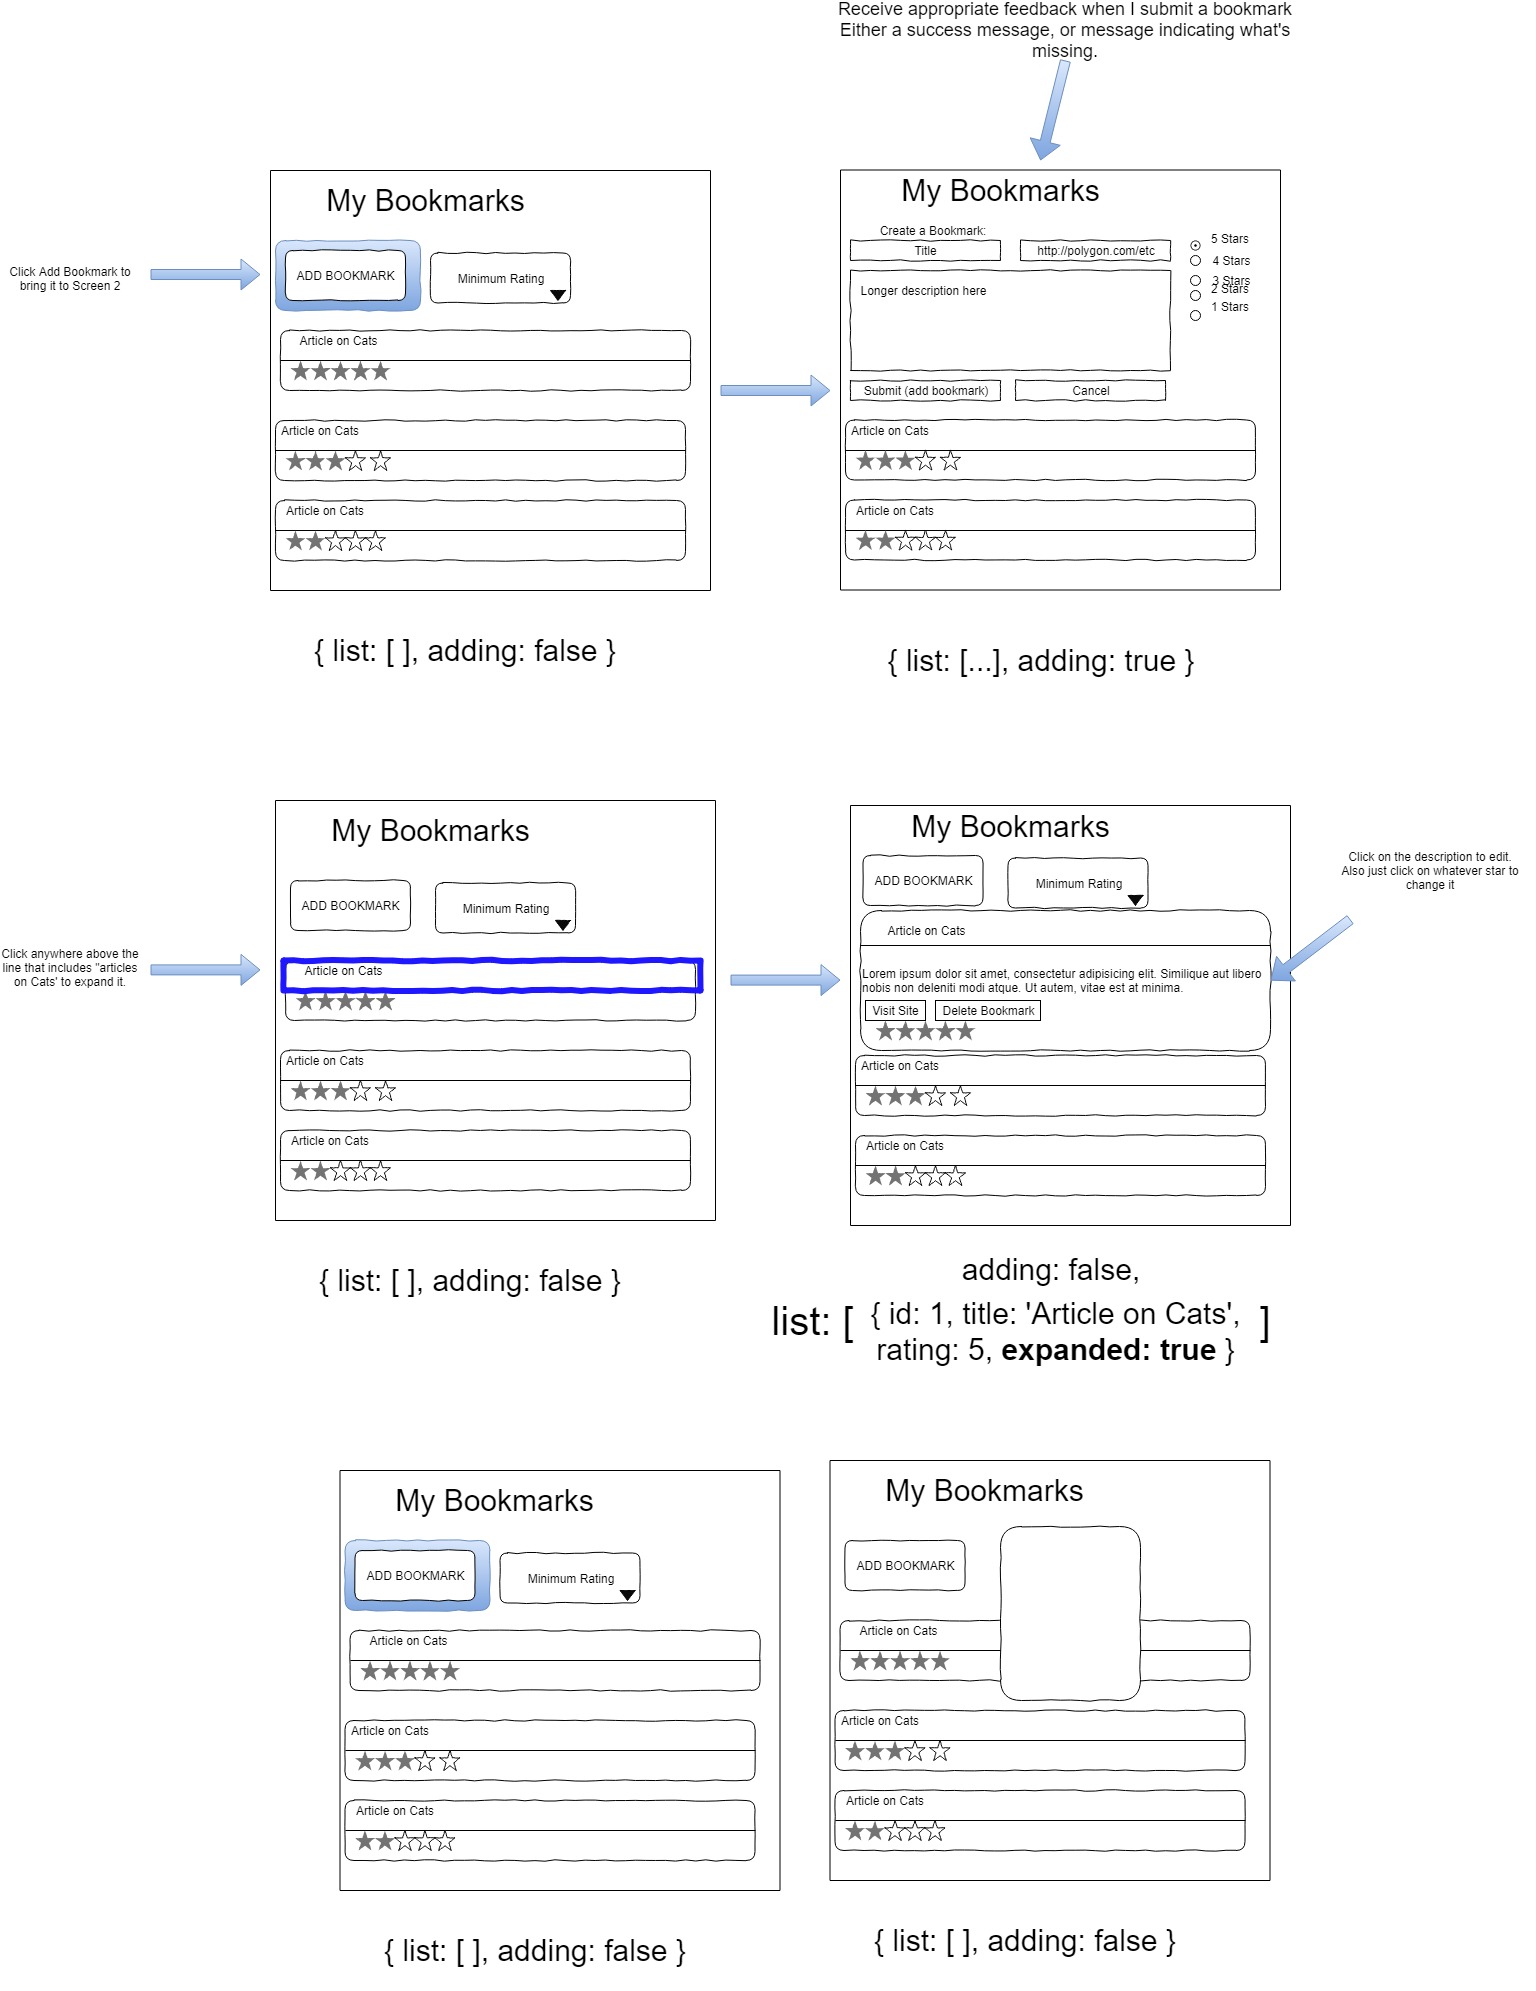 Receive appropriate feedback when I submit a bookmark
Either a success message, or message indicating what's
missing.
My Bookmarks
Click Add Bookmark to
bring it to Screen 2
ADD BOOKMARK
Minimum Rating
Article on Cats
Article on Cats
Article on Cats
{ list: [ ], adding: false }
My Bookmarks
Create a Bookmark:
Title
http://polygon.com/etc
5 Stars
4 Stars
3 Stars
2 Stars
1 Stars
Longer description here
Submit (add bookmark)
Cancel
Article on Cats
Article on Cats
{ list: [...], adding: true }
My Bookmarks
ADD BOOKMARK
Minimum Rating
Click anywhere above the
line that includes "articles
on Cats' to expand it.
Article on Cats
Article on Cats
Article on Cats
{ list: [ ], adding: false }
My Bookmarks
ADD BOOKMARK
Minimum Rating
Click on the description to edit.
Also just click on whatever star to
change it
Article on Cats
Lorem ipsum dolor sit amet, consectetur adipisicing elit. Similique aut libero
nobis non deleniti modi atque. Ut autem, vitae est at minima.
Visit Site
Delete Bookmark
Article on Cats
Article on Cats
adding: false,
list: [ { id: 1, title: 'Article on Cats', ]
rating: 5, expanded: true }
My Bookmarks
ADD BOOKMARK
Minimum Rating
Article on Cats
Article on Cats
Article on Cats
{ list: [ ], adding: false }
My Bookmarks
ADD BOOKMARK
Article on Cats
Article on Cats
Article on Cats
{ list: [ ], adding: false }